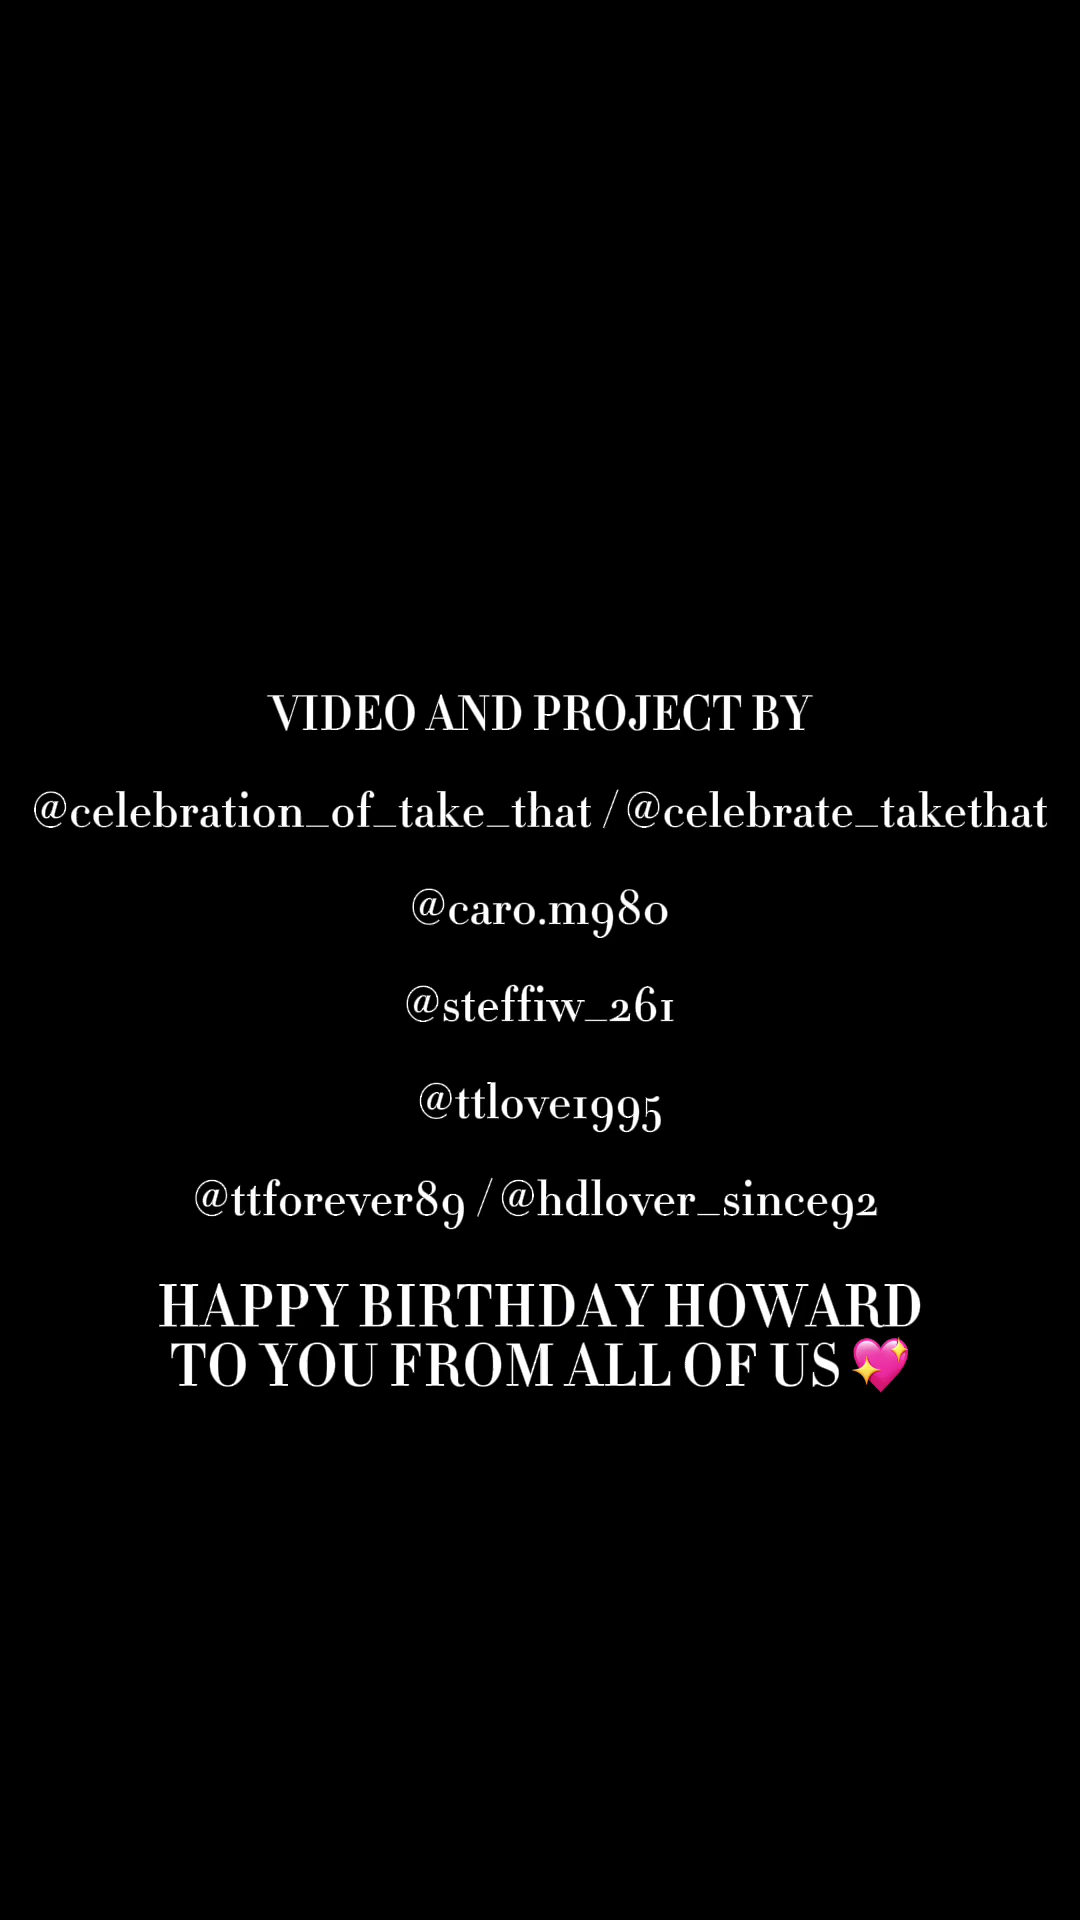 VIDEO AND PROJECT BY
@celebration_of_take_that / @celebrate_takethat
@caro.m980
@steffiw_261
@ttlove1995
@ttforever89 / @hdlover_since92
HAPPY BIRTHDAY HOWARD
TO YOU FROM ALL OF US 💖